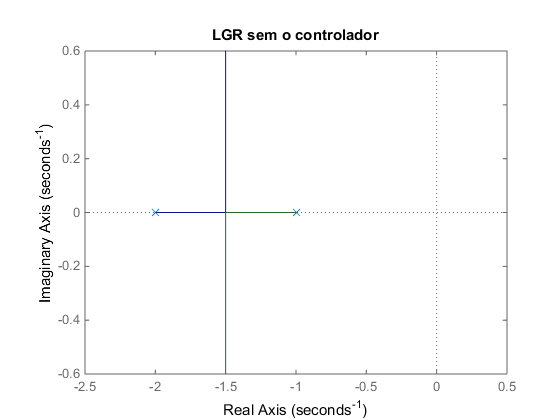 LGR sem o controlador
0.6
0.4
0.2
0
-0.2
-0.4
-0.6
-2.5 -2 -1.5 -1 -0.5 0 0.5
Imaginary Axis (seconds⁻¹)
Real Axis (seconds⁻¹)